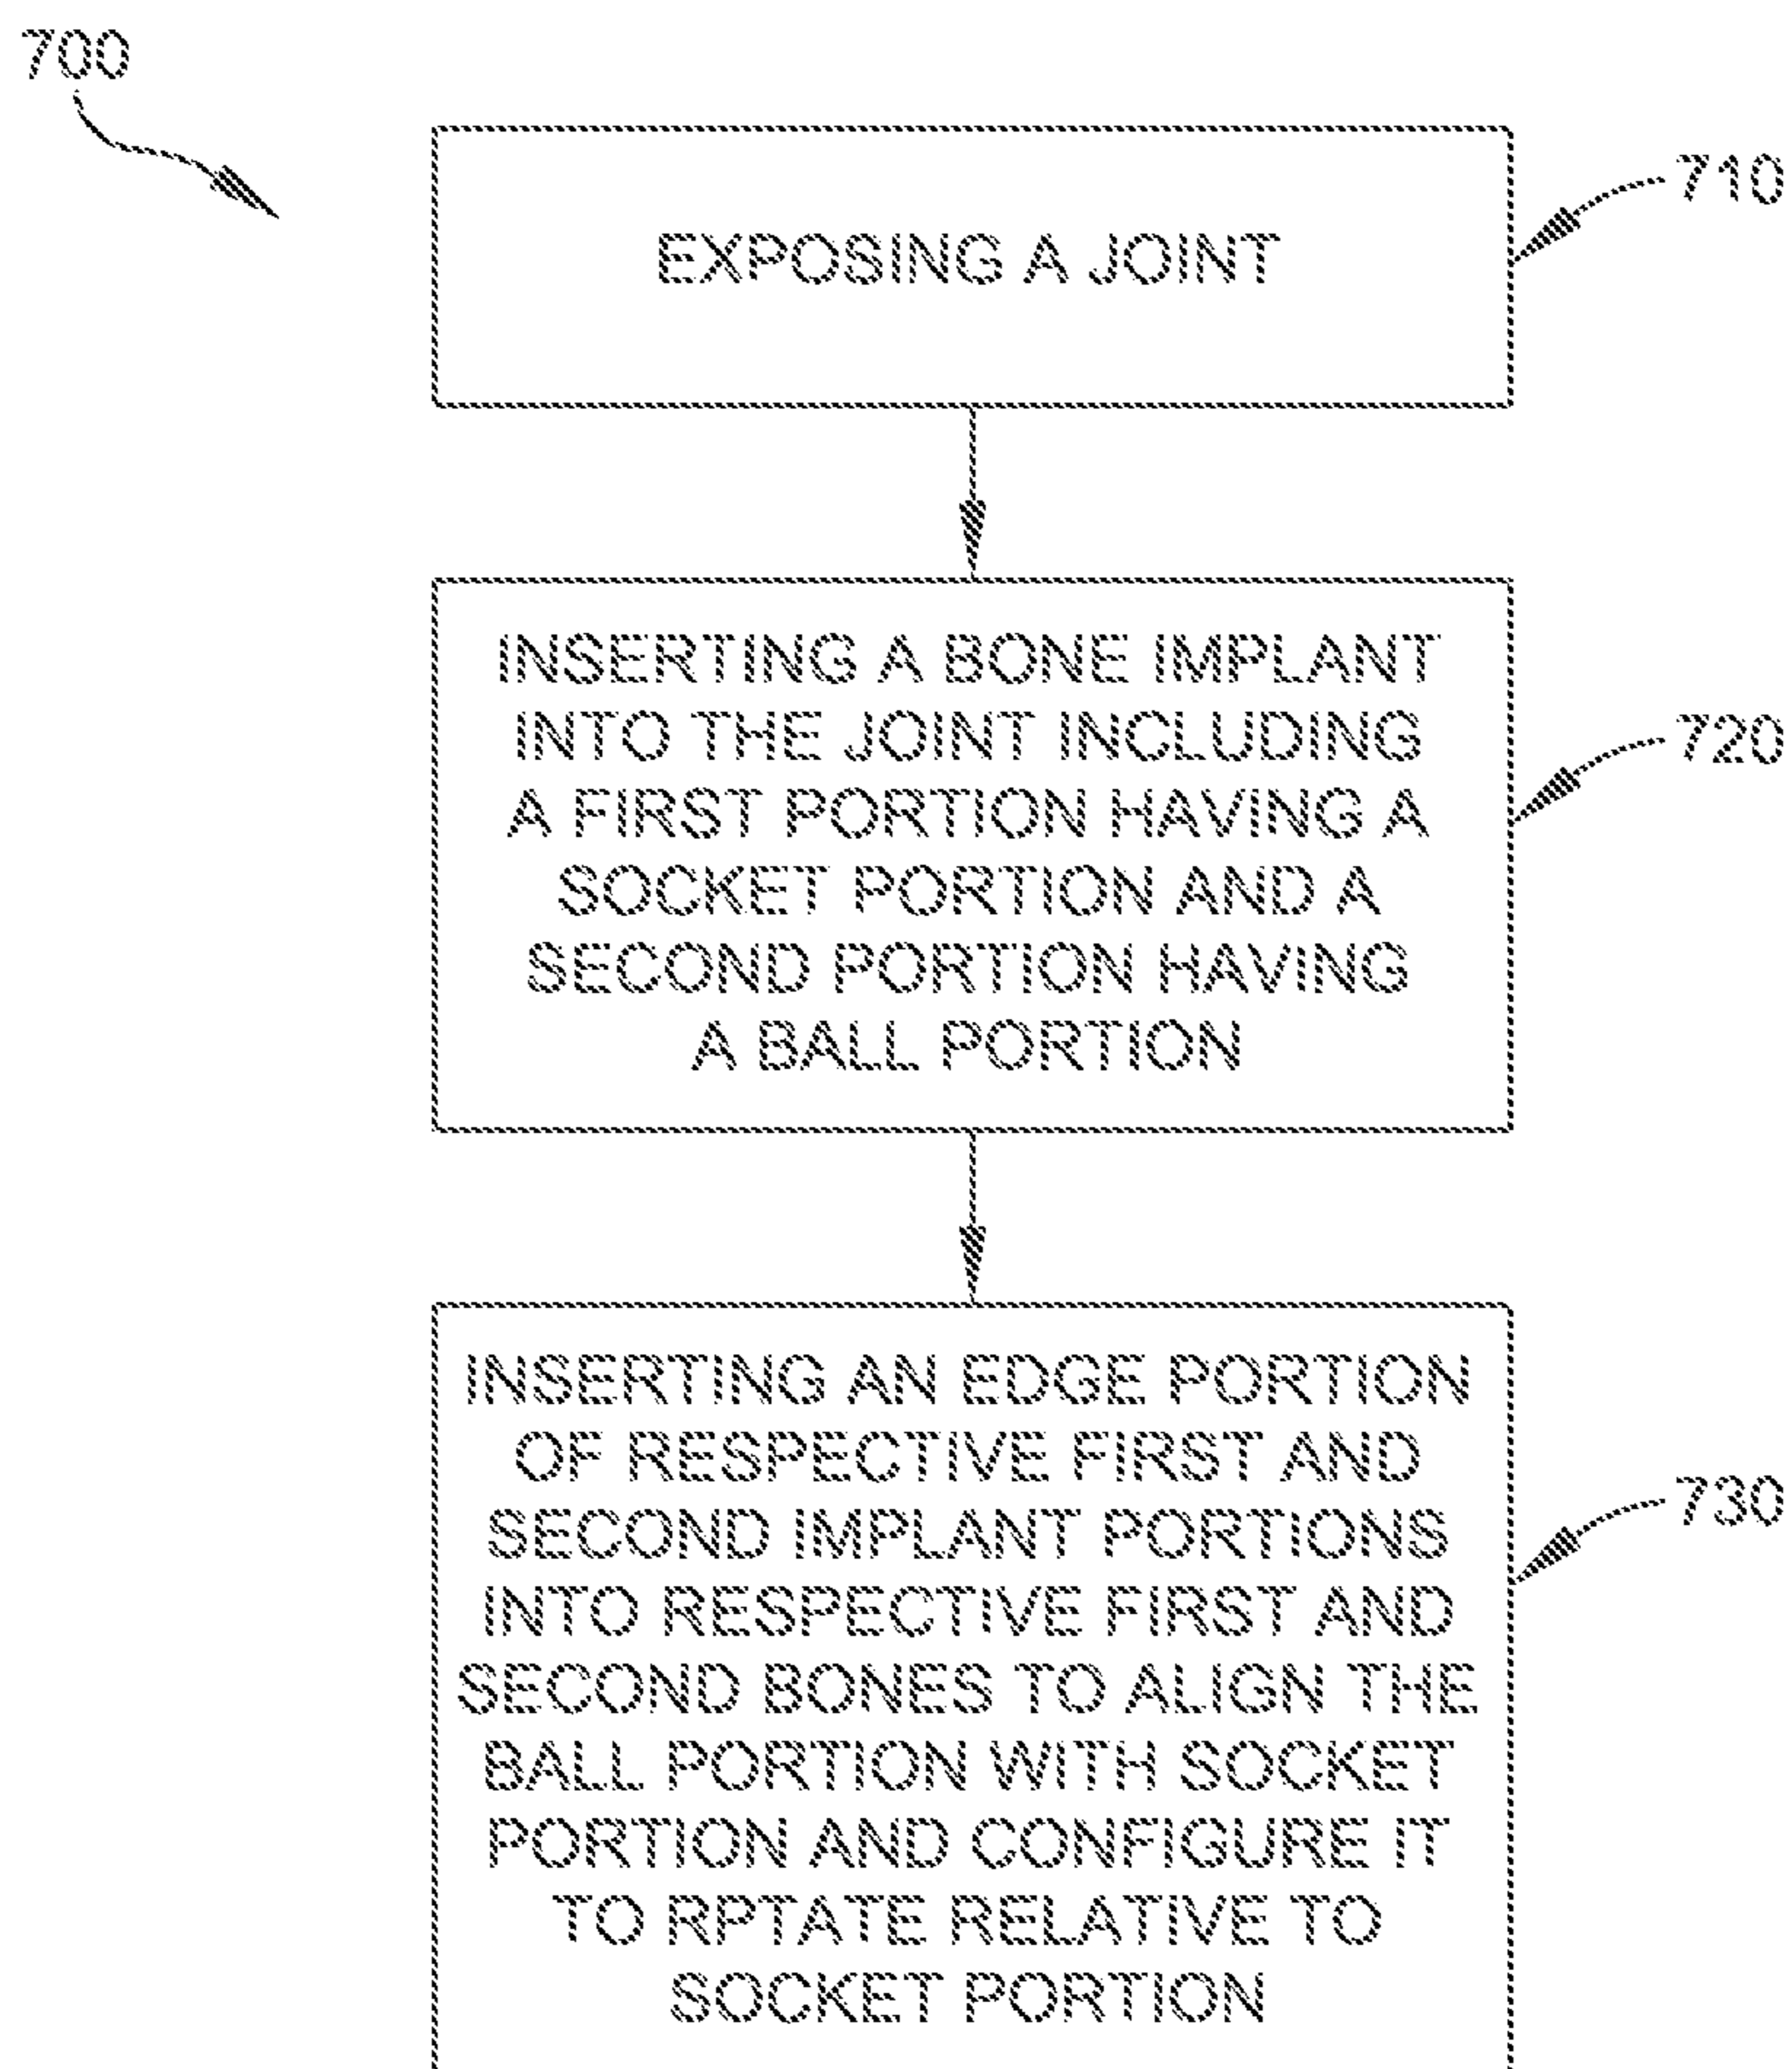 700
EXPOSING A JOINT
710
INSERTING A BONE IMPLANT
INTO THE JOINT INCLUDING
A FIRST PORTION HAVING A
SOCKET PORTION AND A
SECOND PORTION HAVING
A BALL PORTION
720
INSERTING AN EDGE PORTION
OF RESPECTIVE FIRST AND
SECOND IMPLANT PORTIONS
INTO RESPECTIVE FIRST AND
SECOND BONES TO ALIGN THE
BALL PORTION WITH SOCKET
PORTION AND CONFIGURE IT
TO RPTATE RELATIVE TO
SOCKET PORTION
730